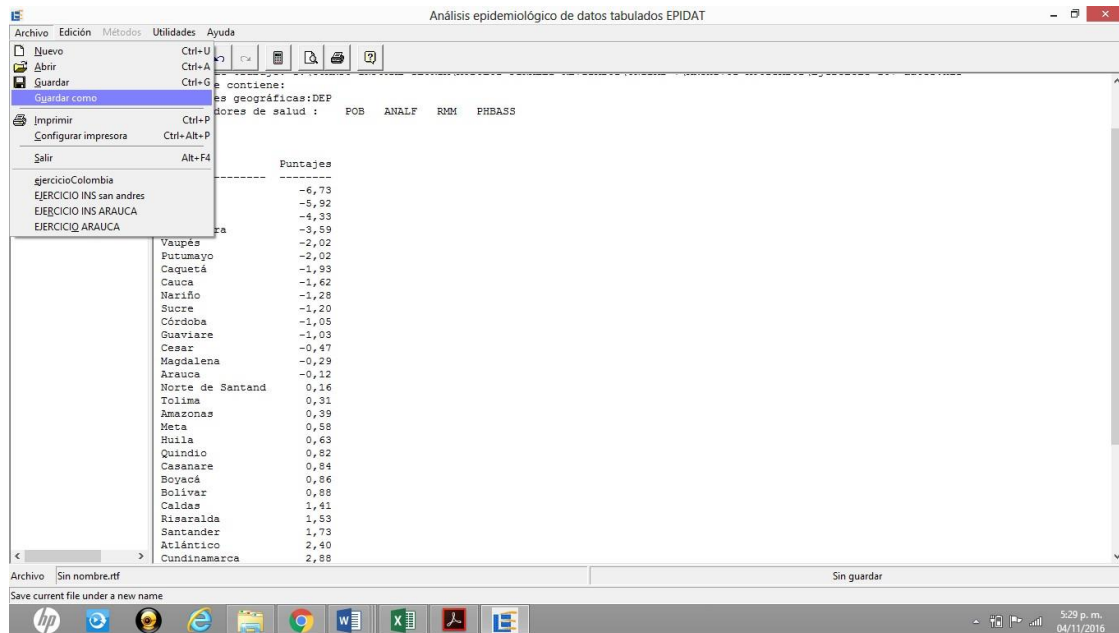 Análisis epidemiológico de datos tabulados EPIDAT
Archivo Edición Métodos Utilidades Ayuda
Nuevo Ctrl+U
Abrir Ctrl+A
Guardar Ctrl+G
Guardar como
Imprimir Ctrl+P
Configurar impresora Ctrl+Alt+P
Salir Alt+F4
ejercicioColombia
EJERCICIO INS san andres
EJERCICIO INS ARAUCA
EJERCICIO ARAUCA
e contiene:
es geográficas:DEP
dores de salud : POB ANALF RMM PHBASS
Puntajes
-------- --------
-6,73
-5,92
-4,33
ra -3,59
Vaupés -2,02
Putumayo -2,02
Caquetá -1,93
Cauca -1,62
Nariño -1,28
Sucre -1,20
Córdoba -1,05
Guaviare -1,03
Cesar -0,47
Magdalena -0,29
Arauca -0,12
Norte de Santand 0,16
Tolima 0,31
Amazonas 0,39
Meta 0,58
Huila 0,63
Quindio 0,82
Casanare 0,84
Boyacá 0,86
Bolívar 0,88
Caldas 1,41
Risaralda 1,53
Santander 1,73
Atlántico 2,40
Cundinamarca 2,88
Archivo Sin nombre.rtf Sin guardar
Save current file under a new name
5:29 p. m.
04/11/2016